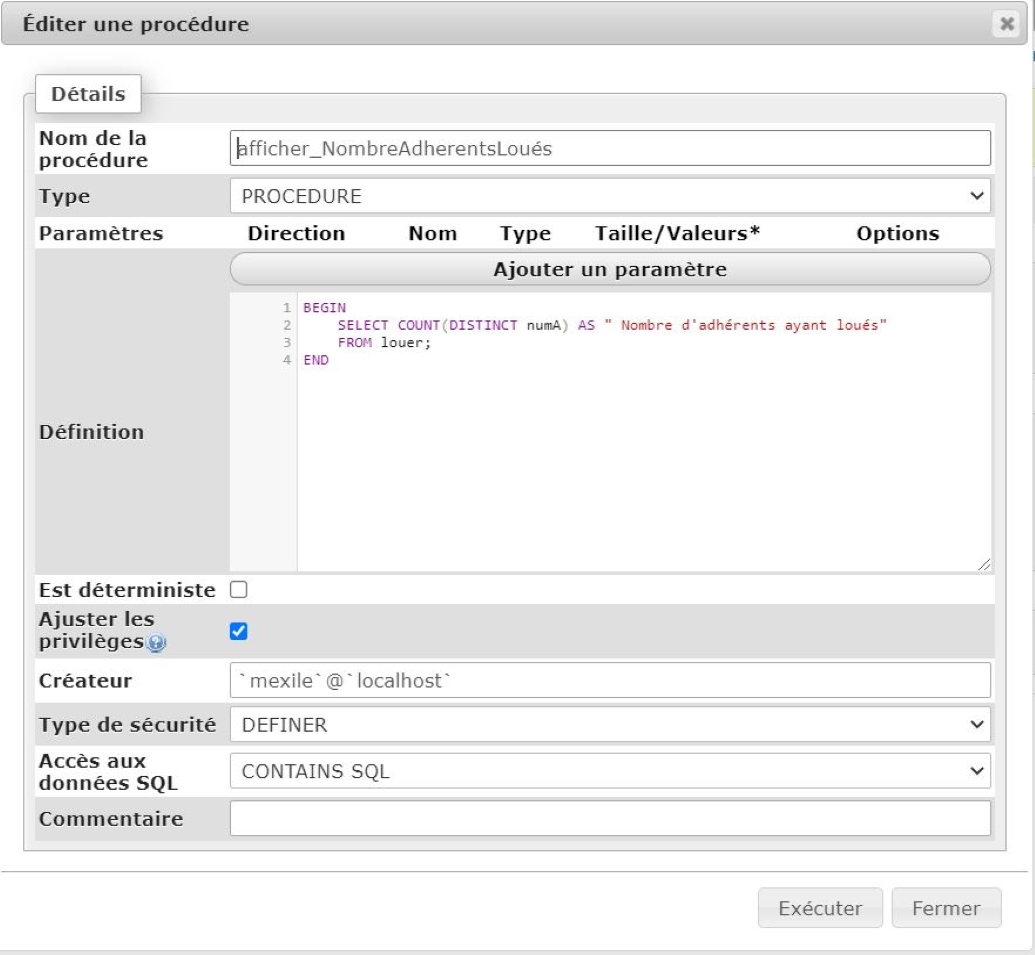 Éditer une procédure
Détails
Nom de la
procédure
afficher_NombreAdherentsLoués
Type
PROCEDURE
Paramètres Direction Nom Type Taille/Valeurs* Options
Ajouter un paramètre
Définition
1 BEGIN
2 SELECT COUNT(DISTINCT numA) AS " Nombre d'adhérents ayant loués"
3 FROM louer;
4 END
Est déterministe
Ajuster les
privilèges
Créateur
`mexile`@`localhost`
Type de sécurité
DEFINER
Accès aux
données SQL
CONTAINS SQL
Commentaire
Exécuter
Fermer